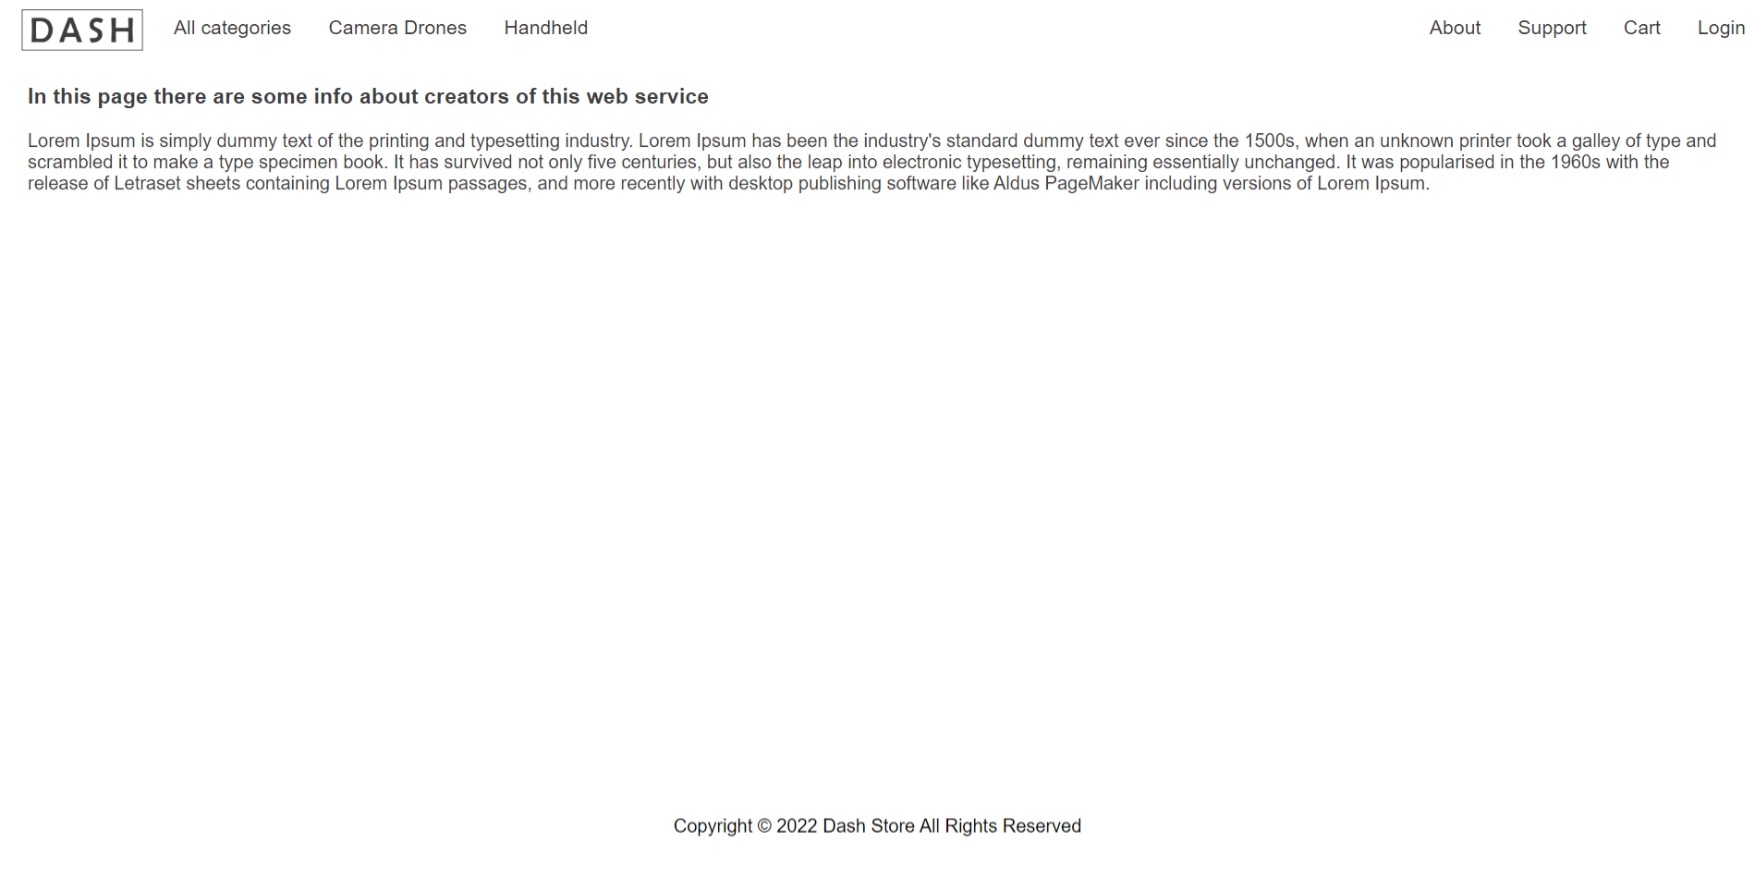 DASH All categories Camera Drones Handheld About Support Cart Login
In this page there are some info about creators of this web service
Lorem Ipsum is simply dummy text of the printing and typesetting industry. Lorem Ipsum has been the industry's standard dummy text ever since the 1500s, when an unknown printer took a galley of type and
scrambled it to make a type specimen book. It has survived not only five centuries, but also the leap into electronic typesetting, remaining essentially unchanged. It was popularised in the 1960s with the
release of Letraset sheets containing Lorem Ipsum passages, and more recently with desktop publishing software like Aldus PageMaker including versions of Lorem Ipsum.
Copyright © 2022 Dash Store All Rights Reserved